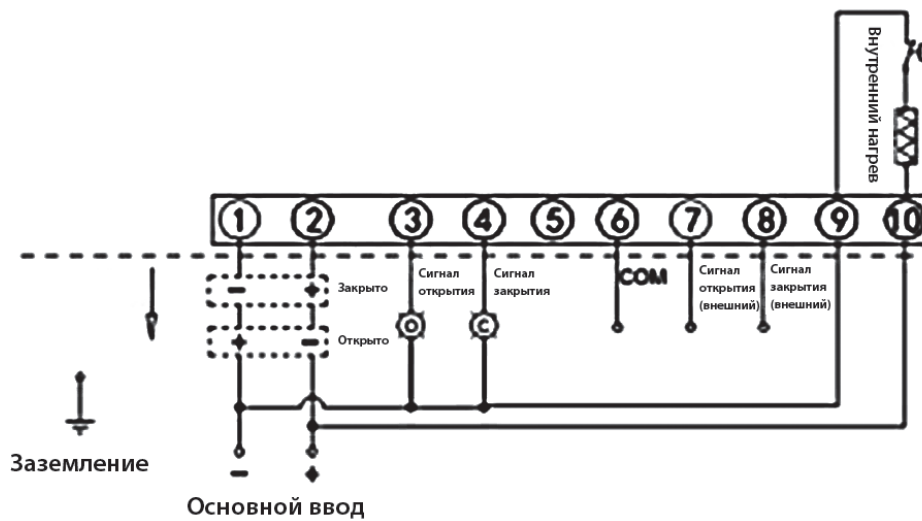 Внутренний нагрев
1 2 3 4 5 6 7 8 9 10
Закрыто
Сигнал
открытия
Сигнал
закрытия
COM
Сигнал
открытия
(внешний)
Сигнал
закрытия
(внешний)
O
C
Открыто
Заземление
Основной ввод